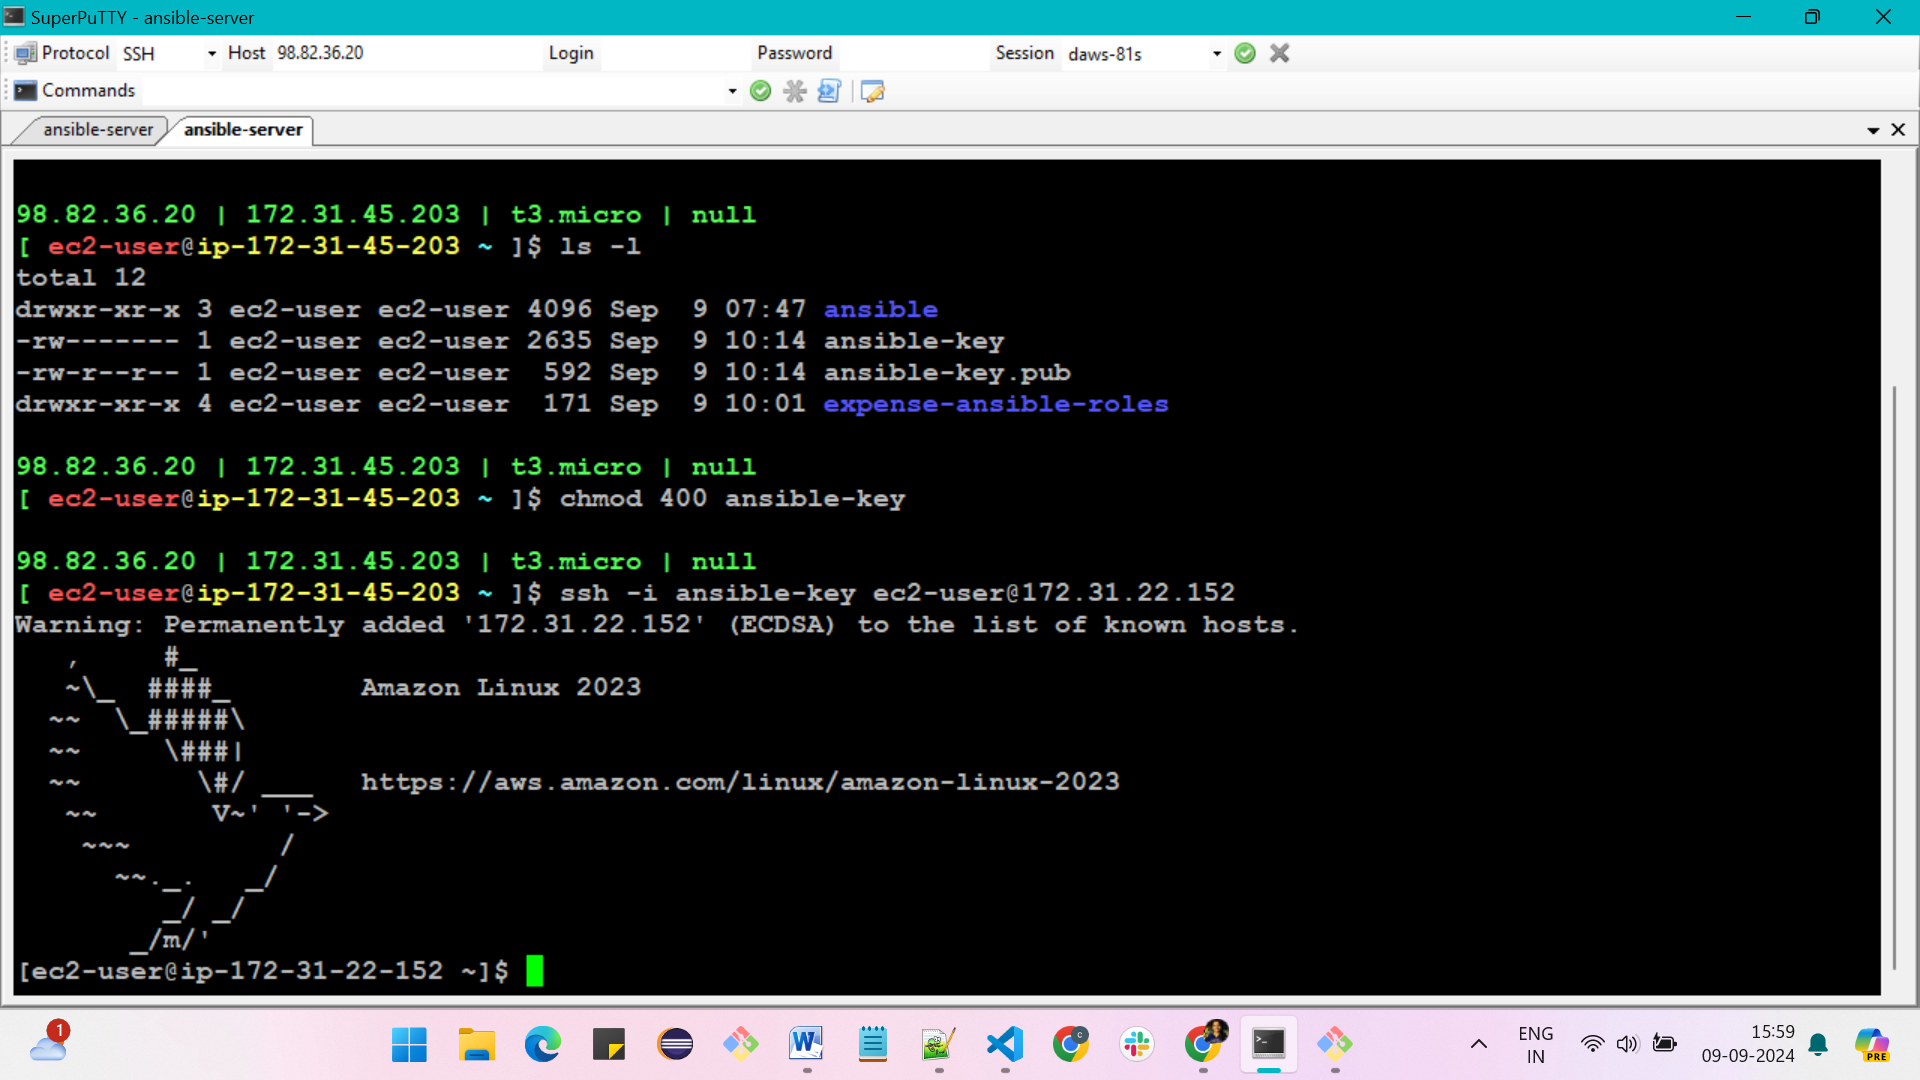 SuperPuTTY - ansible-server
Protocol SSH Host 98.82.36.20 Login Password Session daws-81s
Commands
ansible-server ansible-server
98.82.36.20 | 172.31.45.203 | t3.micro | null
[ ec2-user@ip-172-31-45-203 ~ ]$ ls -l
total 12
drwxr-xr-x 3 ec2-user ec2-user 4096 Sep  9 07:47 ansible
-rw------- 1 ec2-user ec2-user 2635 Sep  9 10:14 ansible-key
-rw-r--r-- 1 ec2-user ec2-user  592 Sep  9 10:14 ansible-key.pub
drwxr-xr-x 4 ec2-user ec2-user  171 Sep  9 10:01 expense-ansible-roles
98.82.36.20 | 172.31.45.203 | t3.micro | null
[ ec2-user@ip-172-31-45-203 ~ ]$ chmod 400 ansible-key
98.82.36.20 | 172.31.45.203 | t3.micro | null
[ ec2-user@ip-172-31-45-203 ~ ]$ ssh -i ansible-key ec2-user@172.31.22.152
Warning: Permanently added '172.31.22.152' (ECDSA) to the list of known hosts.
   ,     #_
   ~\_  ####_        Amazon Linux 2023
  ~~  \_#####\
  ~~     \###|
  ~~       \#/ ___   https://aws.amazon.com/linux/amazon-linux-2023
   ~~       V~' '->
    ~~~         /
      ~~._.   _/
         _/ _/
       _/m/'
[ec2-user@ip-172-31-22-152 ~]$
1
PRE
ENG
IN
15:59
09-09-2024